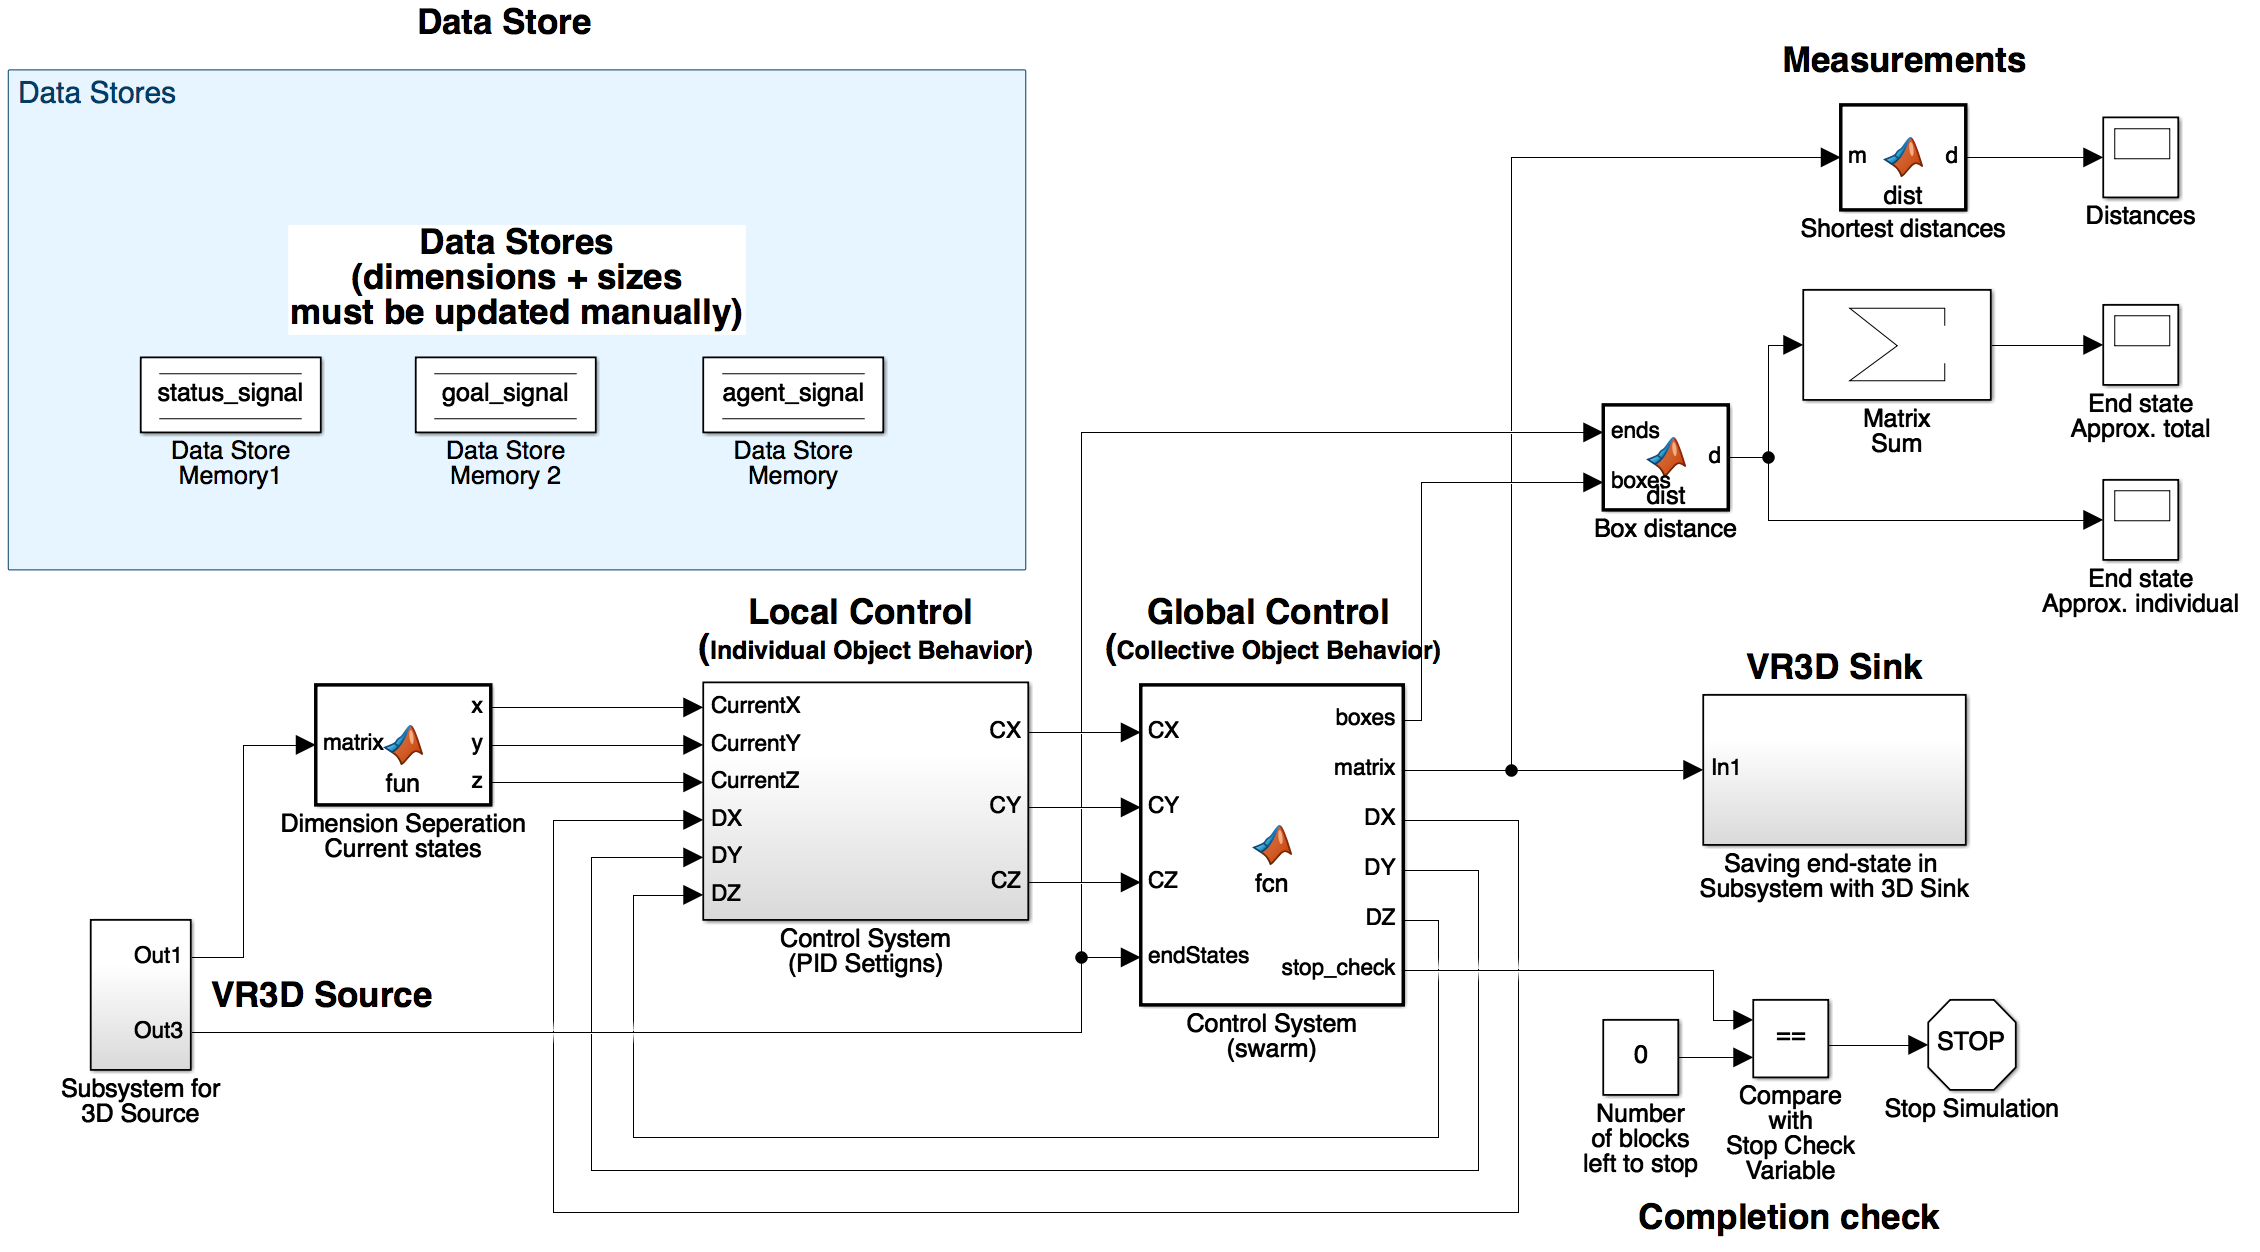 Data Store
Data Stores
Data Stores
(dimensions + sizes
must be updated manually)
status_signal
Data Store
Memory1
goal_signal
Data Store
Memory 2
agent_signal
Data Store
Memory
Measurements
m
d
dist
Shortest distances
Distances
Matrix
Sum
End state
Approx. total
ends
boxes
d
dist
Box distance
End state
Approx. individual
Local Control
(Individual Object Behavior)
Global Control
(Collective Object Behavior)
VR3D Sink
matrix
x
y
z
fun
Dimension Seperation
Current states
CurrentX
CurrentY
CurrentZ
DX
DY
DZ
CX
CY
CZ
Control System
(PID Settigns)
CX
CY
CZ
endStates
fcn
boxes
matrix
DX
DY
DZ
stop_check
Control System
(swarm)
In1
Saving end-state in
Subsystem with 3D Sink
Out1
Out3
VR3D Source
Subsystem for
3D Source
0
Number
of blocks
left to stop
==
Compare
with
Stop Check
Variable
STOP
Stop Simulation
Completion check